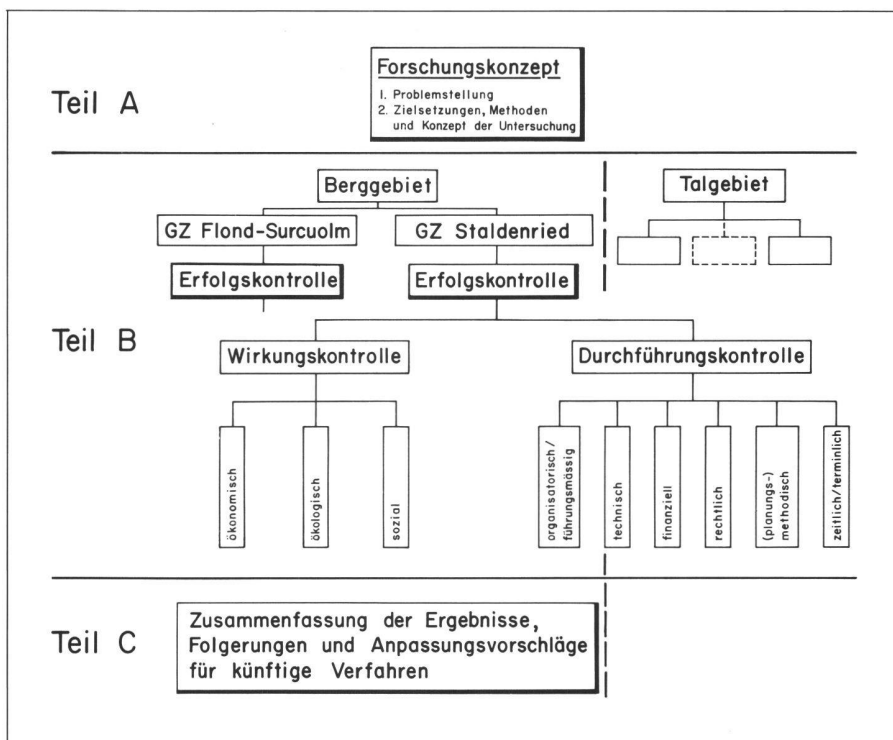 Teil A
Forschungskonzept
1. Problemstellung
2. Zielsetzungen, Methoden
und Konzept der Untersuchung
Teil B
Berggebiet
Talgebiet
GZ Flond-Surcuolm
GZ Staldenried
Erfolgskontrolle
Erfolgskontrolle
Wirkungskontrolle
Durchführungskontrolle
ökonomisch
ökologisch
sozial
organisatorisch/
führungsmässig
technisch
finanziell
rechtlich
(planungs-)
methodisch
zeitlich/terminlich
Teil C
Zusammenfassung der Ergebnisse,
Folgerungen und Anpassungsvorschläge
für künftige Verfahren